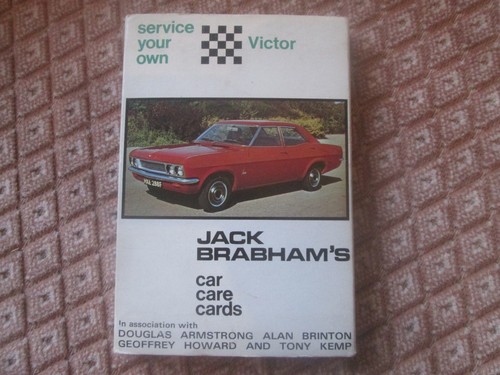 service
your
own
Victor
JACK
BRABHAM'S
car
care
cards
In association with
DOUGLAS ARMSTRONG ALAN BRINTON
GEOFFREY HOWARD AND TONY KEMP